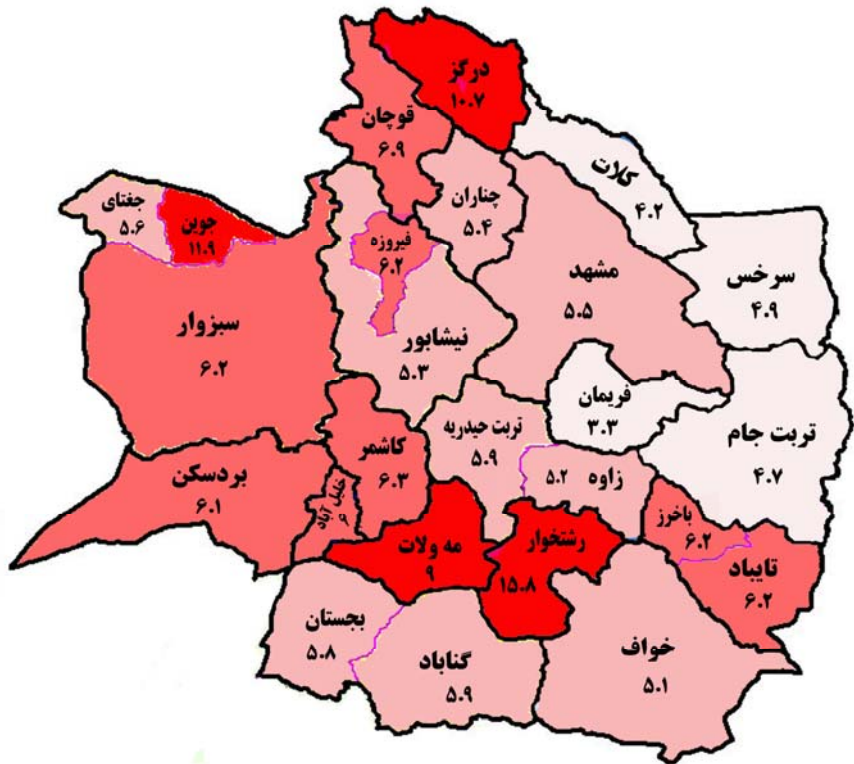 درگز
۱۰.۷
قوچان
۶.۹
کلات
۴.۲
چناران
۵.۴
جغتای
۵.۶
جوین
۱۱.۹
فیروزه
۶.۲
مشهد
۵.۵
سرخس
۴.۹
سبزوار
۶.۲
نیشابور
۵.۳
فریمان
۳.۳
تربت جام
۴.۷
کاشمر
۶.۳
تربت حیدریه
۵.۹
زاوه
۵.۲
بردسکن
۶.۱
خلیل آباد
۶
باخرز
۶.۲
تایباد
۶.۲
مه ولات
۹
رشتخوار
۱۵.۸
بجستان
۵.۸
گناباد
۵.۹
خواف
۵.۱